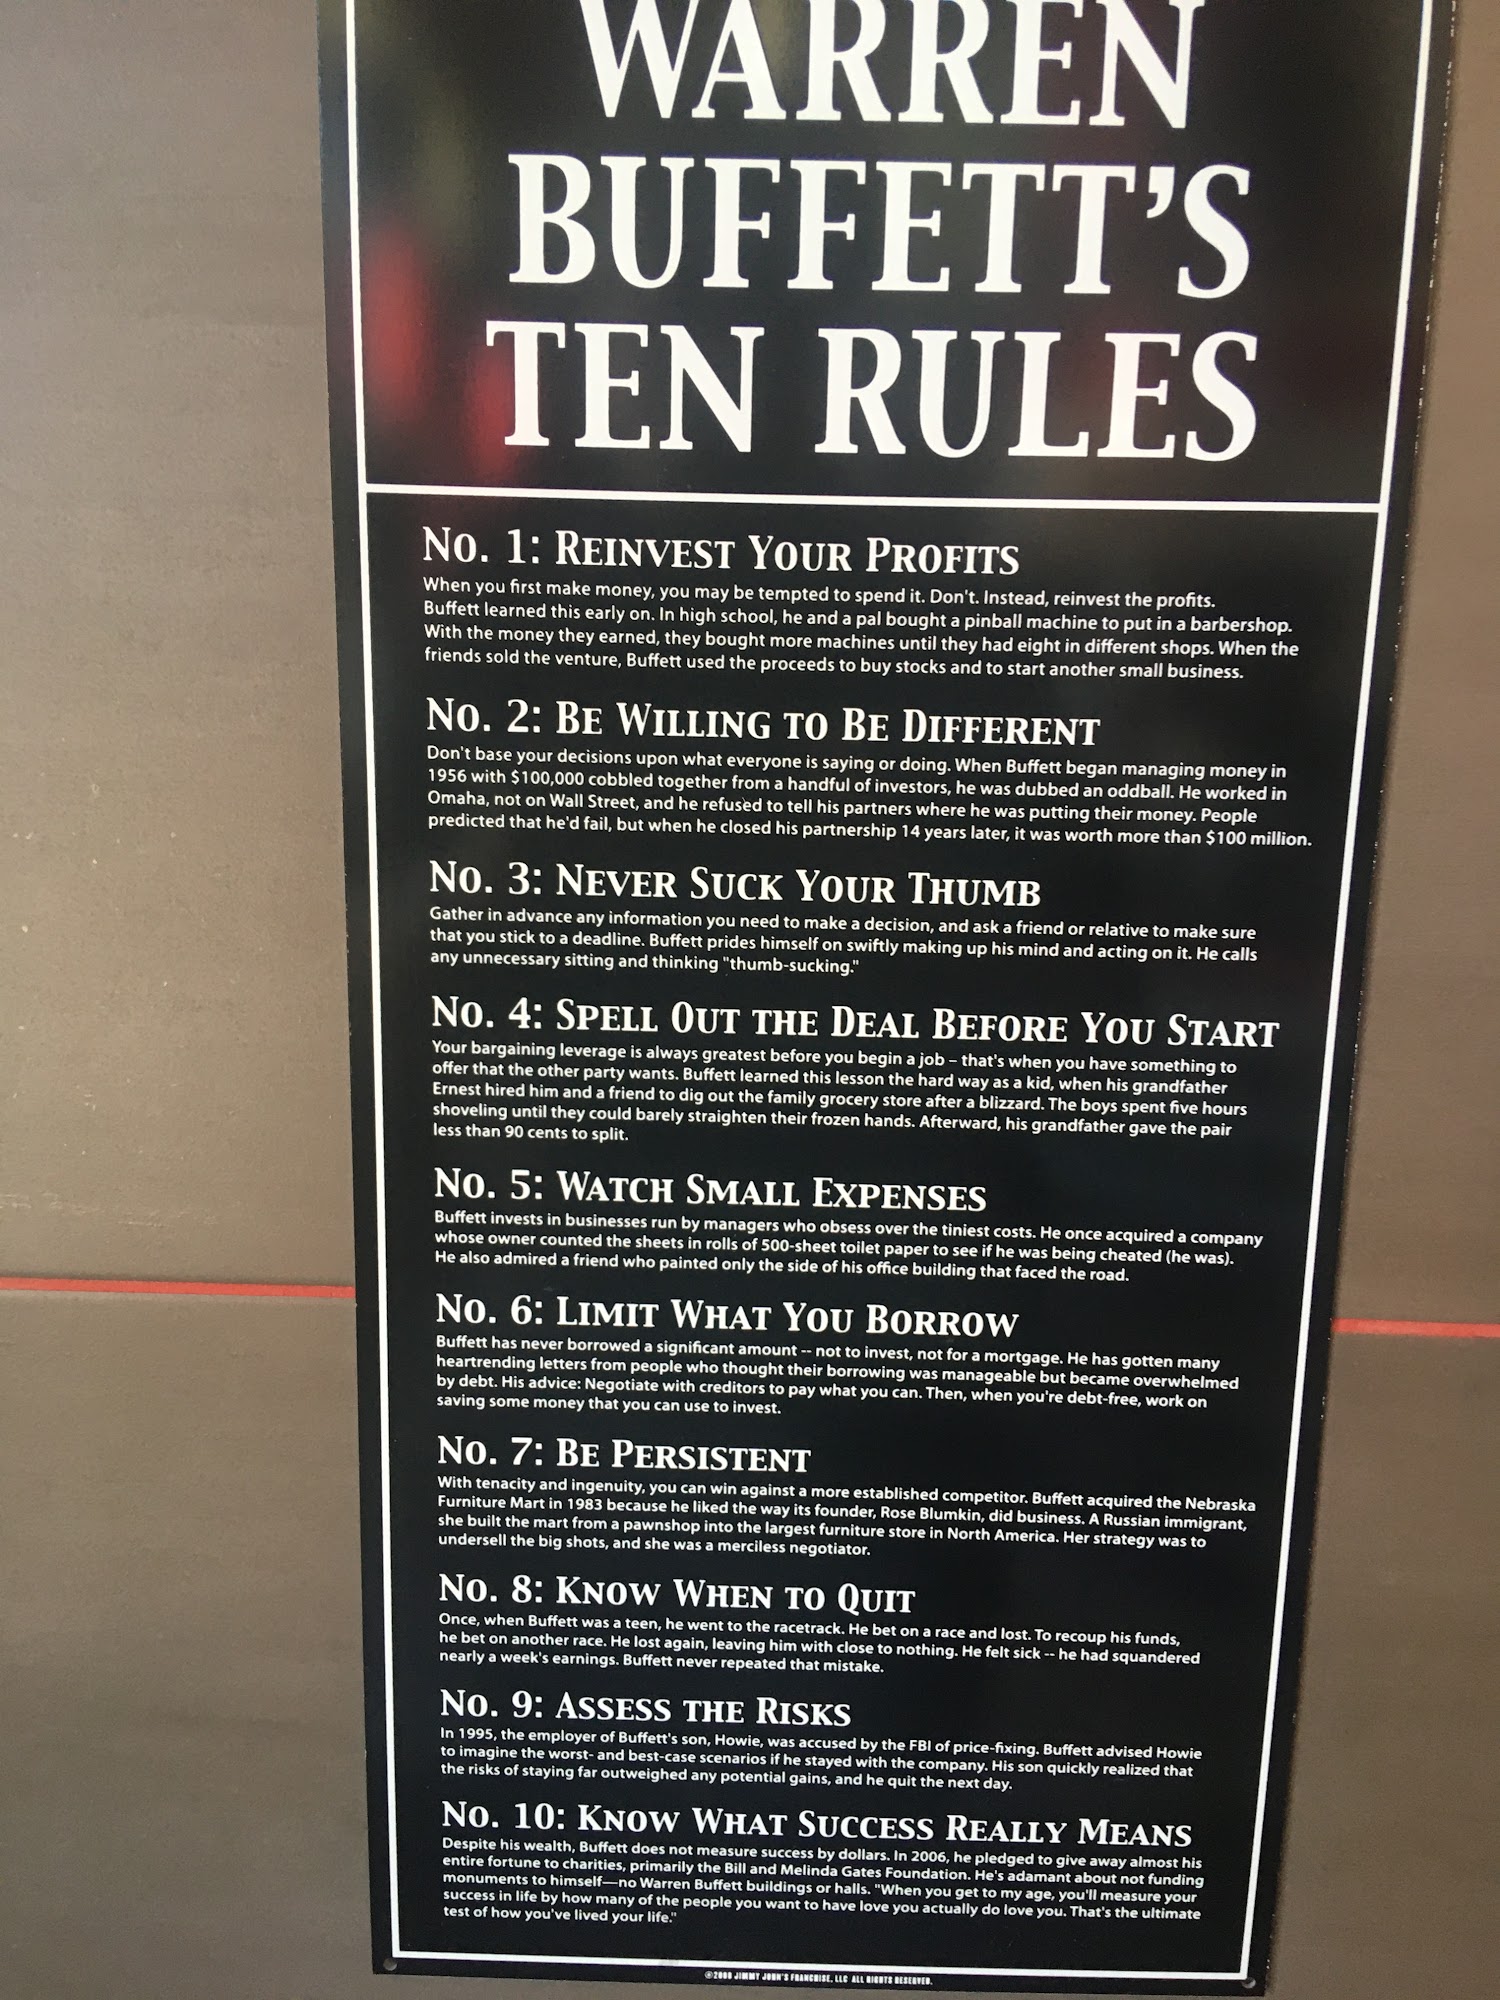 WARREN
BUFFETT'S
TEN RULES
No. 1: Reinvest Your Profits
When you first make money, you may be tempted to spend it. Don't. Instead, reinvest the profits.
Buffett learned this early on. In high school, he and a pal bought a pinball machine to put in a barbershop.
With the money they earned, they bought more machines until they had eight in different shops. When the
friends sold the venture, Buffett used the proceeds to buy stocks and to start another small business.
No. 2: Be Willing to Be Different
Don't base your decisions upon what everyone is saying or doing. When Buffett began managing money in
1956 with $100,000 cobbled together from a handful of investors, he was dubbed an oddball. He worked in
Omaha, not on Wall Street, and he refused to tell his partners where he was putting their money. People
predicted that he'd fail, but when he closed his partnership 14 years later, it was worth more than $100 million.
No. 3: Never Suck Your Thumb
Gather in advance any information you need to make a decision, and ask a friend or relative to make sure
that you stick to a deadline. Buffett prides himself on swiftly making up his mind and acting on it. He calls
any unnecessary sitting and thinking "thumb-sucking."
No. 4: Spell Out the Deal Before You Start
Your bargaining leverage is always greatest before you begin a job – that's when you have something to
offer that the other party wants. Buffett learned this lesson the hard way as a kid, when his grandfather
Ernest hired him and a friend to dig out the family grocery store after a blizzard. The boys spent five hours
shoveling until they could barely straighten their frozen hands. Afterward, his grandfather gave the pair
less than 90 cents to split.
No. 5: Watch Small Expenses
Buffett invests in businesses run by managers who obsess over the tiniest costs. He once acquired a company
whose owner counted the sheets in rolls of 500-sheet toilet paper to see if he was being cheated (he was).
He also admired a friend who painted only the side of his office building that faced the road.
No. 6: Limit What You Borrow
Buffett has never borrowed a significant amount -- not to invest, not for a mortgage. He has gotten many
heartrending letters from people who thought their borrowing was manageable but became overwhelmed
by debt. His advice: Negotiate with creditors to pay what you can. Then, when you're debt-free, work on
saving some money that you can use to invest.
No. 7: Be Persistent
With tenacity and ingenuity, you can win against a more established competitor. Buffett acquired the Nebraska
Furniture Mart in 1983 because he liked the way its founder, Rose Blumkin, did business. A Russian immigrant,
she built the mart from a pawnshop into the largest furniture store in North America. Her strategy was to
undersell the big shots, and she was a merciless negotiator.
No. 8: Know When to Quit
Once, when Buffett was a teen, he went to the racetrack. He bet on a race and lost. To recoup his funds,
he bet on another race. He lost again, leaving him with close to nothing. He felt sick -- he had squandered
nearly a week's earnings. Buffett never repeated that mistake.
No. 9: Assess the Risks
In 1995, the employer of Buffett's son, Howie, was accused by the FBI of price-fixing. Buffett advised Howie
to imagine the worst- and best-case scenarios if he stayed with the company. His son quickly realized that
the risks of staying far outweighed any potential gains, and he quit the next day.
No. 10: Know What Success Really Means
Despite his wealth, Buffett does not measure success by dollars. In 2006, he pledged to give away almost his
entire fortune to charities, primarily the Bill and Melinda Gates Foundation. He's adamant about not funding
monuments to himself—no Warren Buffett buildings or halls. "When you get to my age, you'll measure your
success in life by how many of the people you want to have love you actually do love you. That's the ultimate
test of how you've lived your life."
JIMMY JOHN'S FRANCHISE, LLC ALL RIGHTS RESERVED.